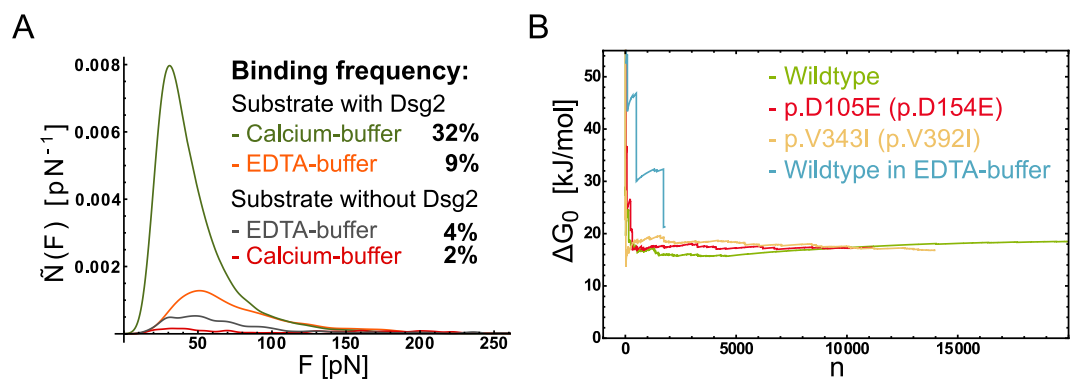 A
0.008
0.006
0.004
0.002
Ñ(F) [pN⁻¹]
50
100
150
200
250
F [pN]
Binding frequency:
Substrate with Dsg2
- Calcium-buffer 32%
- EDTA-buffer 9%
Substrate without Dsg2
- EDTA-buffer 4%
- Calcium-buffer 2%
B
50
40
30
20
10
0
ΔG₀ [kJ/mol]
0
5000
10000
15000
n
- Wildtype
- p.D105E (p.D154E)
- p.V343I (p.V392I)
- Wildtype in EDTA-buffer